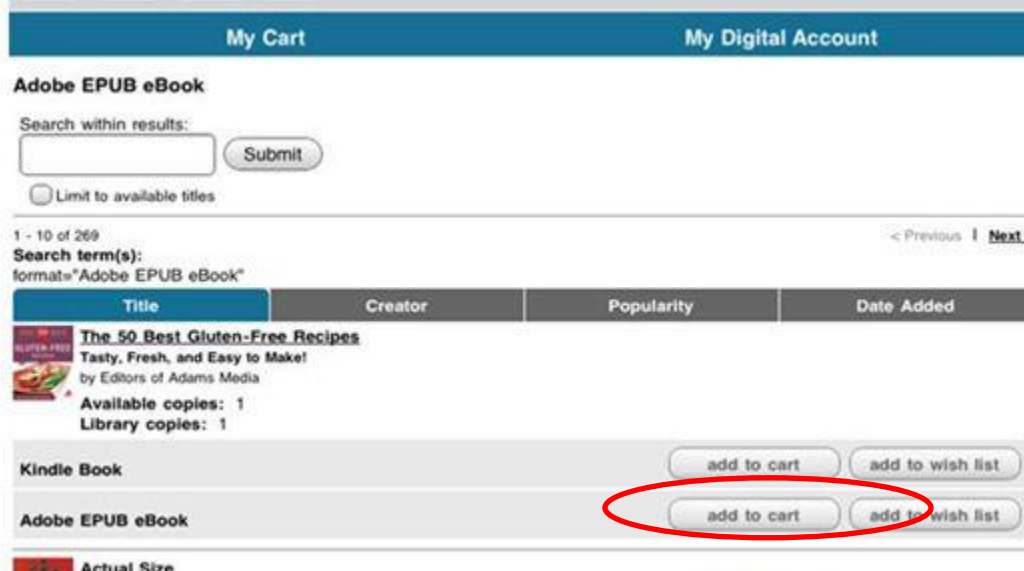 My Cart My Digital Account
Adobe EPUB eBook
Search within results:
Submit
Limit to available titles
1 - 10 of 269 < Previous | Next
Search term(s):
format="Adobe EPUB eBook"
Title Creator Popularity Date Added
The 50 Best Gluten-Free Recipes
Tasty, Fresh, and Easy to Make!
by Editors of Adams Media
Available copies: 1
Library copies: 1
Kindle Book add to cart add to wish list
Adobe EPUB eBook add to cart add to wish list
Actual Size